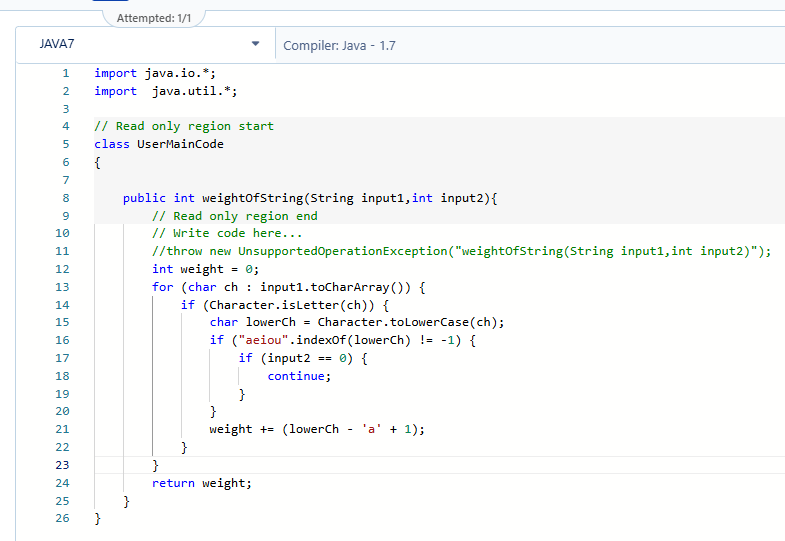 Attempted: 1/1
JAVA7
Compiler: Java - 1.7
1 import java.io.*;
2 import  java.util.*;
3
4 // Read only region start
5 class UserMainCode
6 {
7
8     public int weightOfString(String input1,int input2){
9         // Read only region end
10         // Write code here...
11         //throw new UnsupportedOperationException("weightOfString(String input1,int input2)");
12         int weight = 0;
13         for (char ch : input1.toCharArray()) {
14             if (Character.isLetter(ch)) {
15                 char lowerCh = Character.toLowerCase(ch);
16                 if ("aeiou".indexOf(lowerCh) != -1) {
17                     if (input2 == 0) {
18                         continue;
19                     }
20                 }
21                 weight += (lowerCh - 'a' + 1);
22             }
23         }
24         return weight;
25     }
26 }